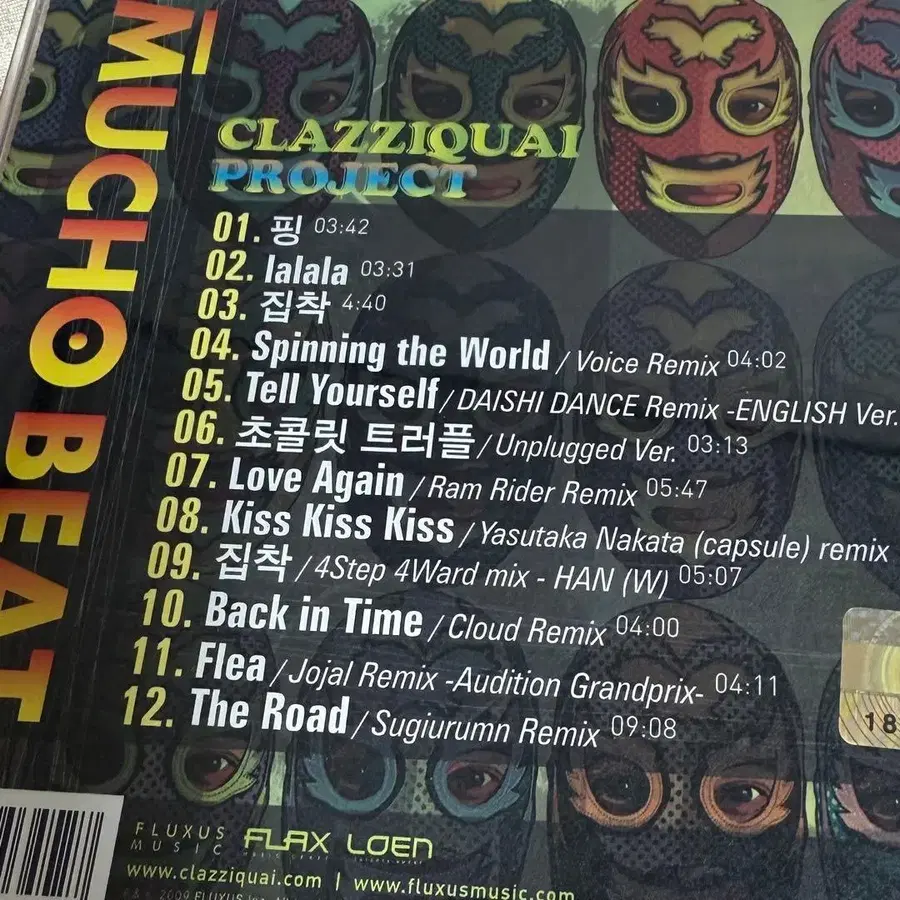 MUCHO BEAT
CLAZZIQUAI
PROJECT
01. 핑 03:42
02. lalala 03:31
03. 집착 4:40
04. Spinning the World / Voice Remix 04:02
05. Tell Yourself / DAISHI DANCE Remix -ENGLISH Ver.
06. 초콜릿 트러플 / Unplugged Ver. 03:13
07. Love Again / Ram Rider Remix 05:47
08. Kiss Kiss Kiss / Yasutaka Nakata (capsule) remix
09. 집착 / 4Step 4Ward mix - HAN (W) 05:07
10. Back in Time / Cloud Remix 04:00
11. Flea / Jojal Remix -Audition Grandprix- 04:11
12. The Road / Sugiurumn Remix 09:08
18
FLUXUS
MUSIC
FLAX LOEN
www.clazziquai.com | www.fluxusmusic.com
2009 FLUXUS